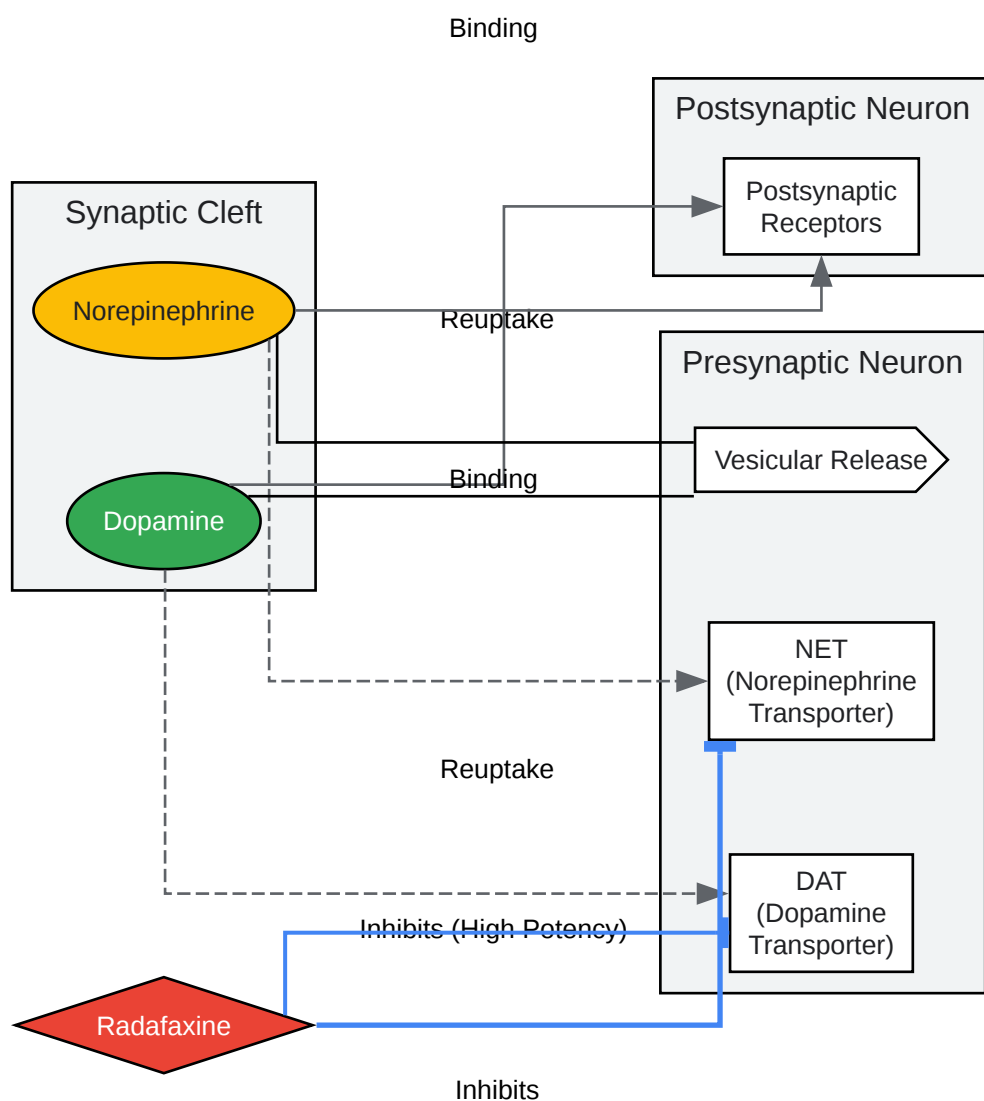 Binding
Postsynaptic Neuron
Postsynaptic
Receptors
Synaptic Cleft
Norepinephrine
Reuptake
Presynaptic Neuron
Vesicular Release
Binding
Dopamine
NET
(Norepinephrine
Transporter)
Reuptake
DAT
(Dopamine
Transporter)
Inhibits (High Potency)
Radafaxine
Inhibits